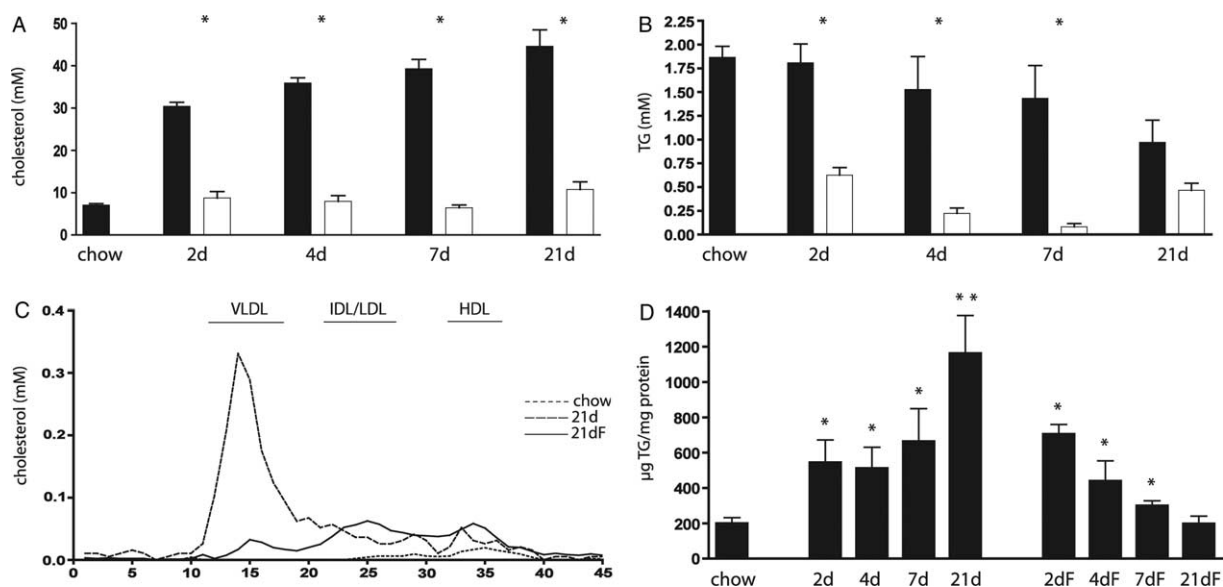 A
cholesterol (mM)
50
40
30
20
10
0
* * * *
chow 2d 4d 7d 21d
B
TG (mM)
2.25
2.00
1.75
1.50
1.25
1.00
0.75
0.50
0.25
0.00
* * *
chow 2d 4d 7d 21d
C
cholesterol (mM)
0.4
0.3
0.2
0.1
0.0
VLDL IDL/LDL HDL
chow
21d
21dF
0 5 10 15 20 25 30 35 40 45
D
µg TG/mg protein
1400
1200
1000
800
600
400
200
0
* * * * * * * *
chow 2d 4d 7d 21d 2dF 4dF 7dF 21dF